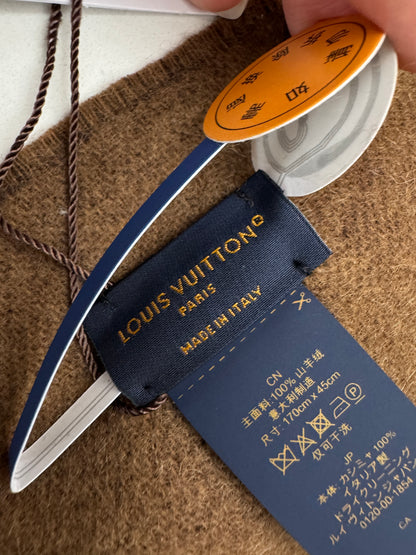 LOUIS VUITTON
PARIS
MADE IN ITALY
CN
主面料:100% 山羊绒
意大利制造
尺寸:170cm x 45cm
仅可干洗
JP
本体: カシミャ 100%
イタリア製
ドライクリーニング
ルイ ヴィトン ジャパン
0120-00-1854
CA